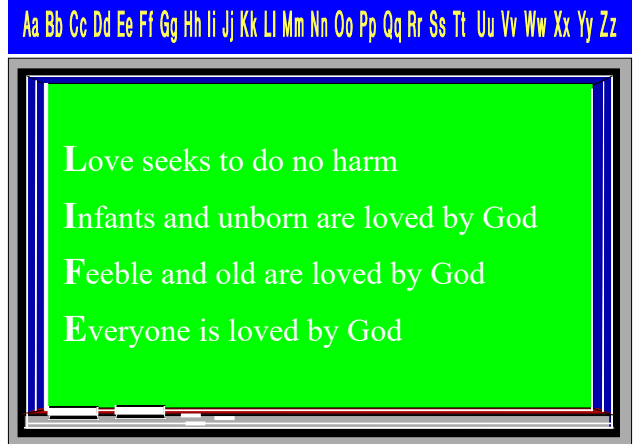 Aa Bb Cc Dd Ee Ff Gg Hh Ii Jj Kk Ll Mm Nn Oo Pp Qq Rr Ss Tt Uu Vv Ww Xx Yy Zz
Love seeks to do no harm
Infants and unborn are loved by God
Feeble and old are loved by God
Everyone is loved by God